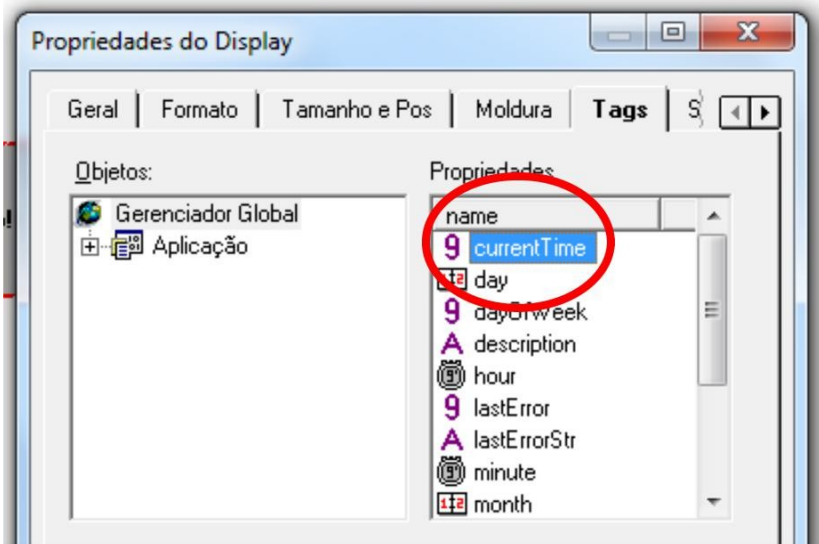 Propriedades do Display
Geral Formato Tamanho e Pos Moldura Tags S
Objetos: Propriedades
Gerenciador Global
Aplicação
name
currentTime
day
dayOfWeek
description
hour
lastError
lastErrorStr
minute
month